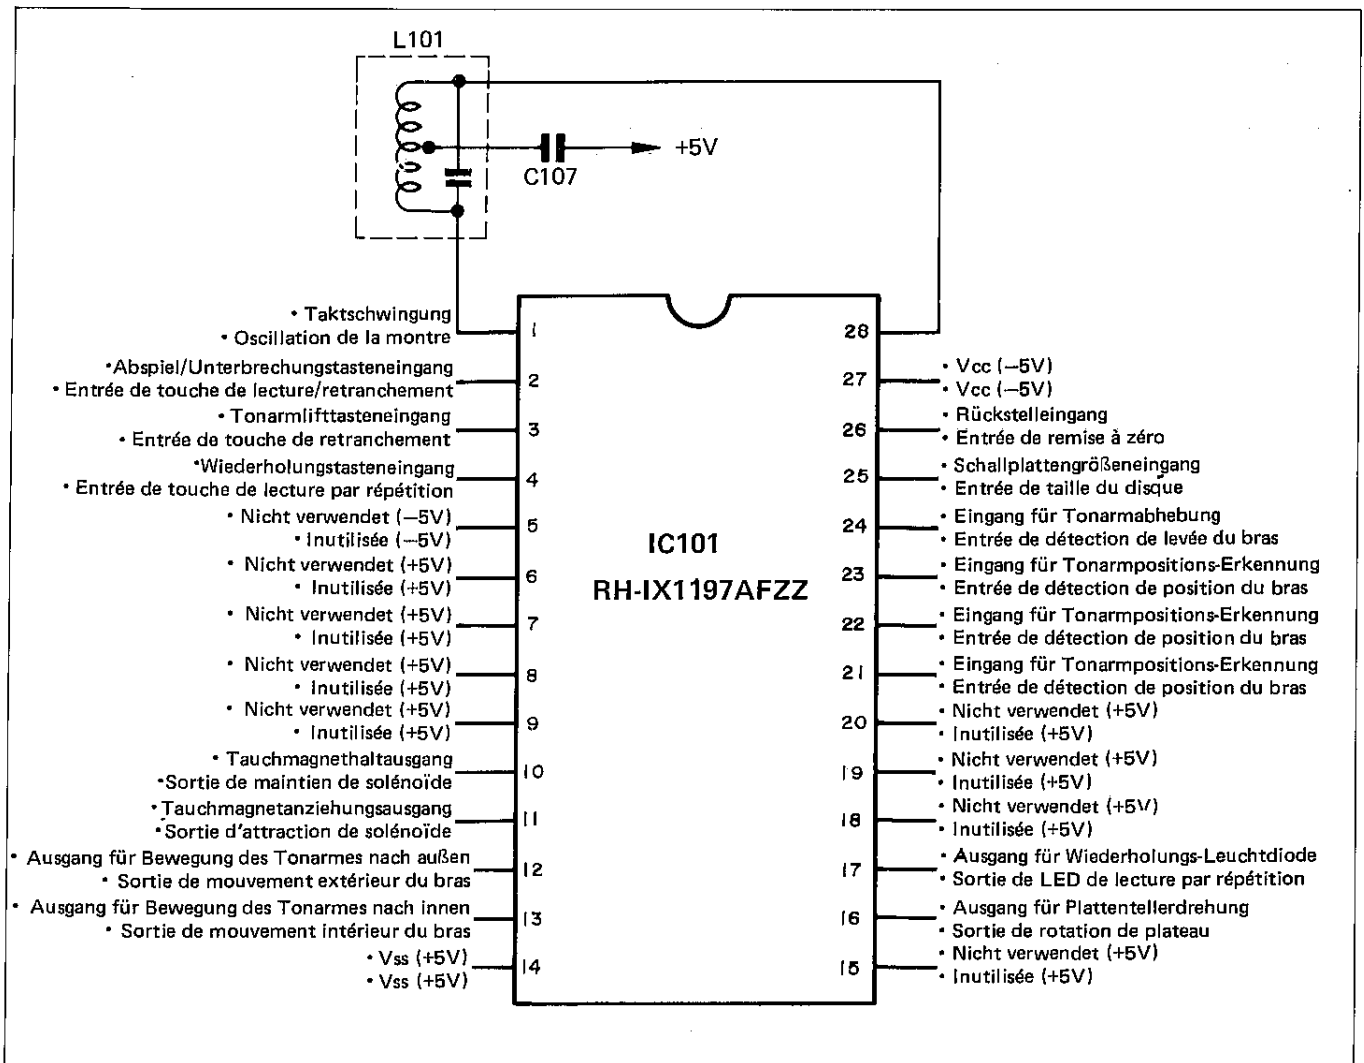 L101
+5V
C107
• Taktschwingung
• Oscillation de la montre
1
•Abspiel/Unterbrechungstasteneingang
• Entrée de touche de lecture/retranchement
2
• Tonarmlifttasteneingang
• Entrée de touche de retranchement
3
•Wiederholungstasteneingang
• Entrée de touche de lecture par répétition
4
• Nicht verwendet (−5V)
• Inutilisée (−5V)
5
• Nicht verwendet (+5V)
• Inutilisée (+5V)
6
• Nicht verwendet (+5V)
• Inutilisée (+5V)
7
• Nicht verwendet (+5V)
• Inutilisée (+5V)
8
• Nicht verwendet (+5V)
• Inutilisée (+5V)
9
• Tauchmagnethaltausgang
•Sortie de maintien de solénoïde
10
•Tauchmagnetanziehungsausgang
•Sortie d'attraction de solénoïde
11
• Ausgang für Bewegung des Tonarmes nach außen
• Sortie de mouvement extérieur du bras
12
• Ausgang für Bewegung des Tonarmes nach innen
• Sortie de mouvement intérieur du bras
13
• Vss (+5V)
• Vss (+5V)
14
IC101
RH-IX1197AFZZ
28
27
• Vcc (−5V)
• Vcc (−5V)
26
• Rückstelleingang
• Entrée de remise à zéro
25
• Schallplattengrößeneingang
• Entrée de taille du disque
24
• Eingang für Tonarmabhebung
• Entrée de détection de levée du bras
23
• Eingang für Tonarmpositions-Erkennung
• Entrée de détection de position du bras
22
• Eingang für Tonarmpositions-Erkennung
• Entrée de détection de position du bras
21
• Eingang für Tonarmpositions-Erkennung
• Entrée de détection de position du bras
20
• Nicht verwendet (+5V)
• Inutilisée (+5V)
19
• Nicht verwendet (+5V)
• Inutilisée (+5V)
18
• Nicht verwendet (+5V)
• Inutilisée (+5V)
17
• Ausgang für Wiederholungs-Leuchtdiode
• Sortie de LED de lecture par répétition
16
• Ausgang für Plattentellerdrehung
• Sortie de rotation de plateau
15
• Nicht verwendet (+5V)
• Inutilisée (+5V)